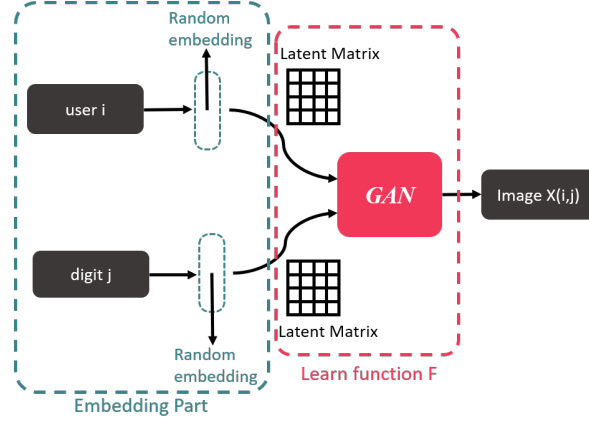 Random
embedding
Latent Matrix
user i
GAN
Image X(i,j)
digit j
Latent Matrix
Random
embedding
Learn function F
Embedding Part